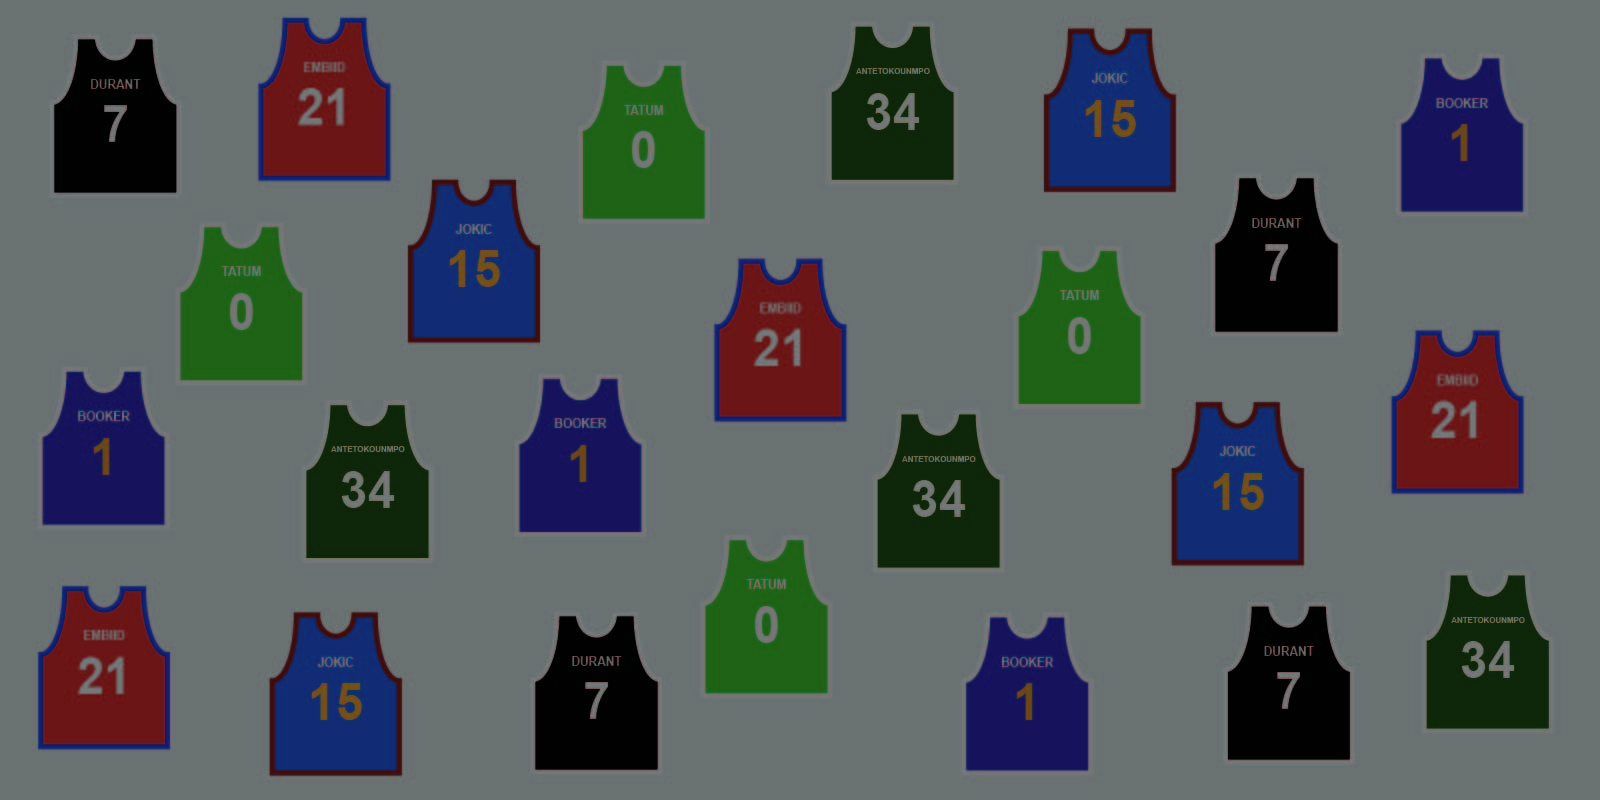 DURANT
7
EMBIID
21
TATUM
0
ANTETOKOUNMPO
34
JOKIC
15
BOOKER
1
TATUM
0
JOKIC
15
EMBIID
21
TATUM
0
DURANT
7
BOOKER
1
ANTETOKOUNMPO
34
BOOKER
1
ANTETOKOUNMPO
34
JOKIC
15
EMBIID
21
EMBIID
21
JOKIC
15
DURANT
7
TATUM
0
BOOKER
1
DURANT
7
ANTETOKOUNMPO
34